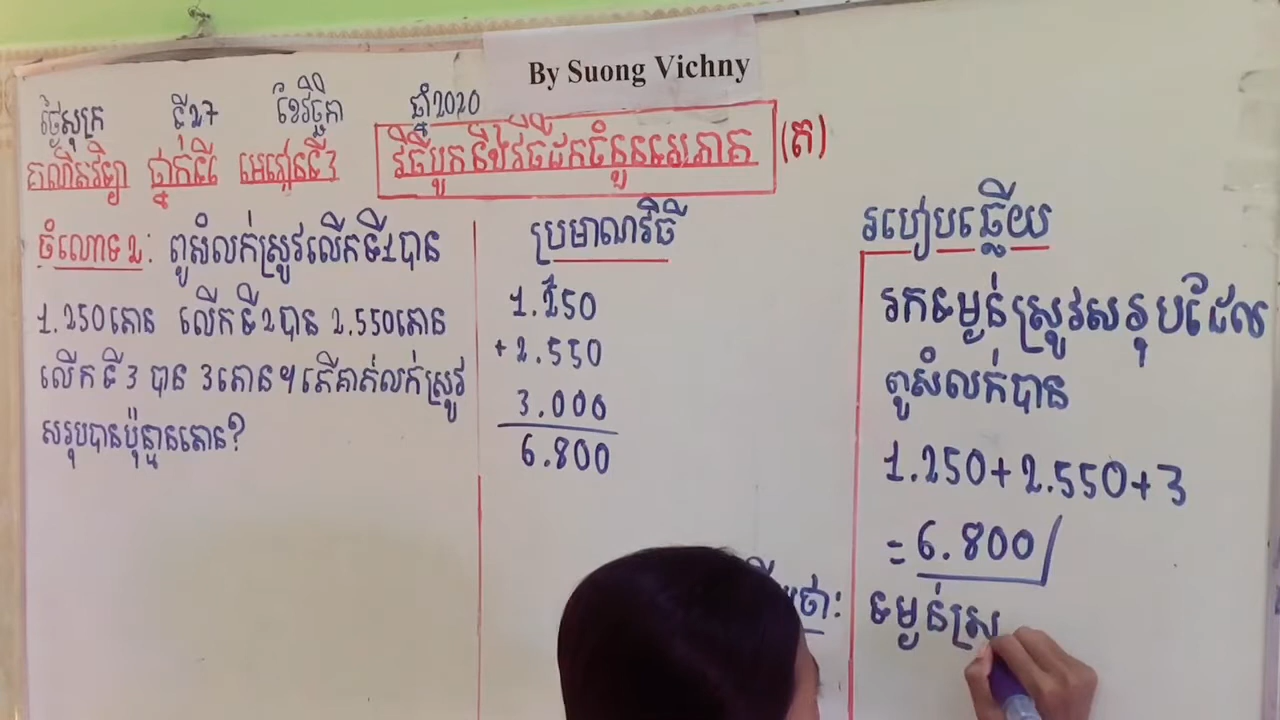 By Suong Vichny
ថ្ងៃសុក្រ ទី27 ខែវិច្ឆិកា ឆ្នាំ2020
គណិតវិទ្យា ថ្នាក់ទី៥ មេរៀនទី3 វិធីបូកនិងវិធីដកចំនួនទសភាគ (ត)
ចំលោទ2: ពូសំលក់ស្រូវលើកទី1បាន
1.250តោន លើកទី2បាន 2.550តោន
លើកទី3 បាន 3តោន។តើគាត់លក់ស្រូវ
សរុបបានប៉ុន្មានតោន?
ប្រមាណវិធី
1.250
+ 2.550
3.000
6.800
របៀបឆ្លើយ
រកទម្ងន់ស្រូវសរុបដែល
ពូសំលក់បាន
1.250+2.550+3
=6.800
ទម្ងន់ស្រ